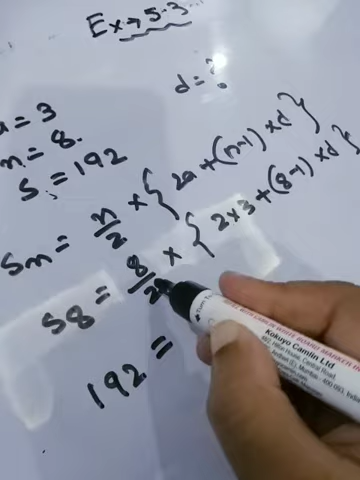 Ex → 5.3...
d = ?
a = 3
n = 8.
S = 192
Sn = n/2 × {2a + (n-1) × d}
S8 = 8/2 × {2×3 + (8-1) × d}
192 =
Kokuyo Camlin Ltd